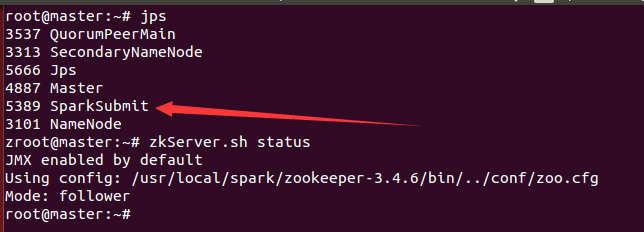 root@master:~# jps
3537 QuorumPeerMain
3313 SecondaryNameNode
5666 Jps
4887 Master
5389 SparkSubmit
3101 NameNode
zroot@master:~# zkServer.sh status
JMX enabled by default
Using config: /usr/local/spark/zookeeper-3.4.6/bin/../conf/zoo.cfg
Mode: follower
root@master:~#